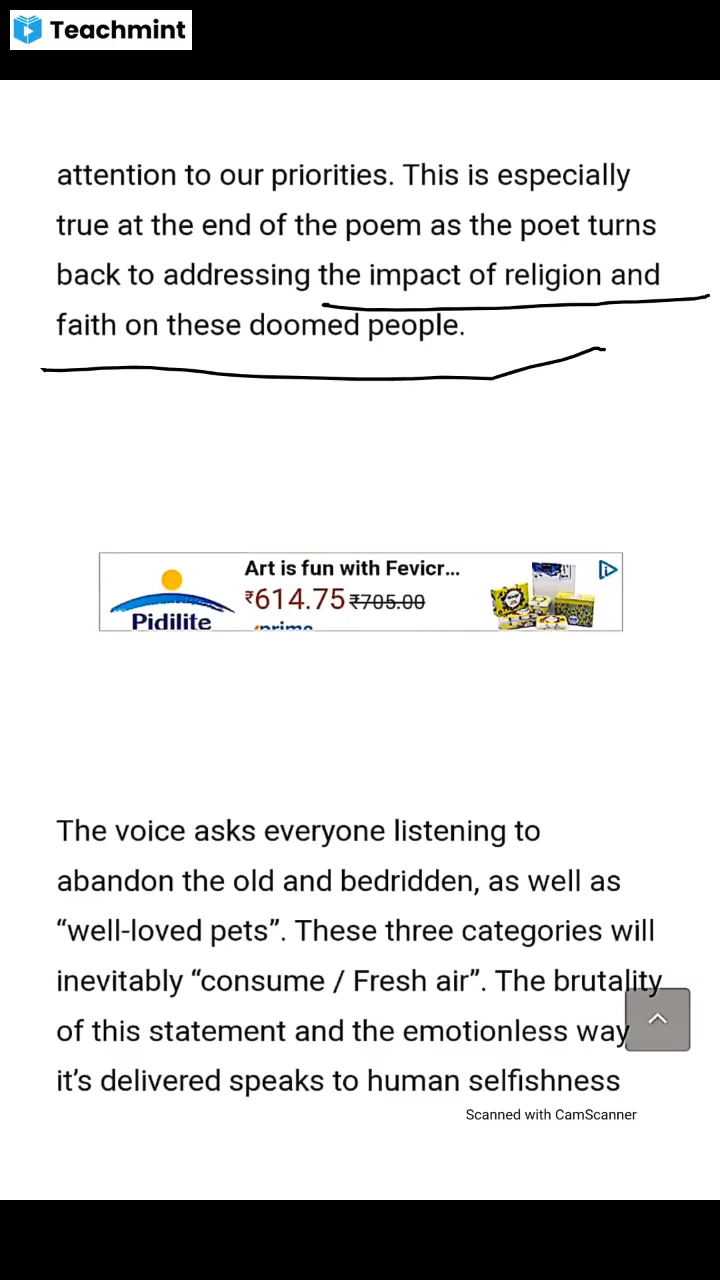 Teachmint
attention to our priorities. This is especially
true at the end of the poem as the poet turns
back to addressing the impact of religion and
faith on these doomed people.
Art is fun with Fevicr...
₹614.75 ₹705.00
Pidilite
prime
The voice asks everyone listening to
abandon the old and bedridden, as well as
“well-loved pets”. These three categories will
inevitably “consume / Fresh air”. The brutality
of this statement and the emotionless way
it’s delivered speaks to human selfishness
Scanned with CamScanner